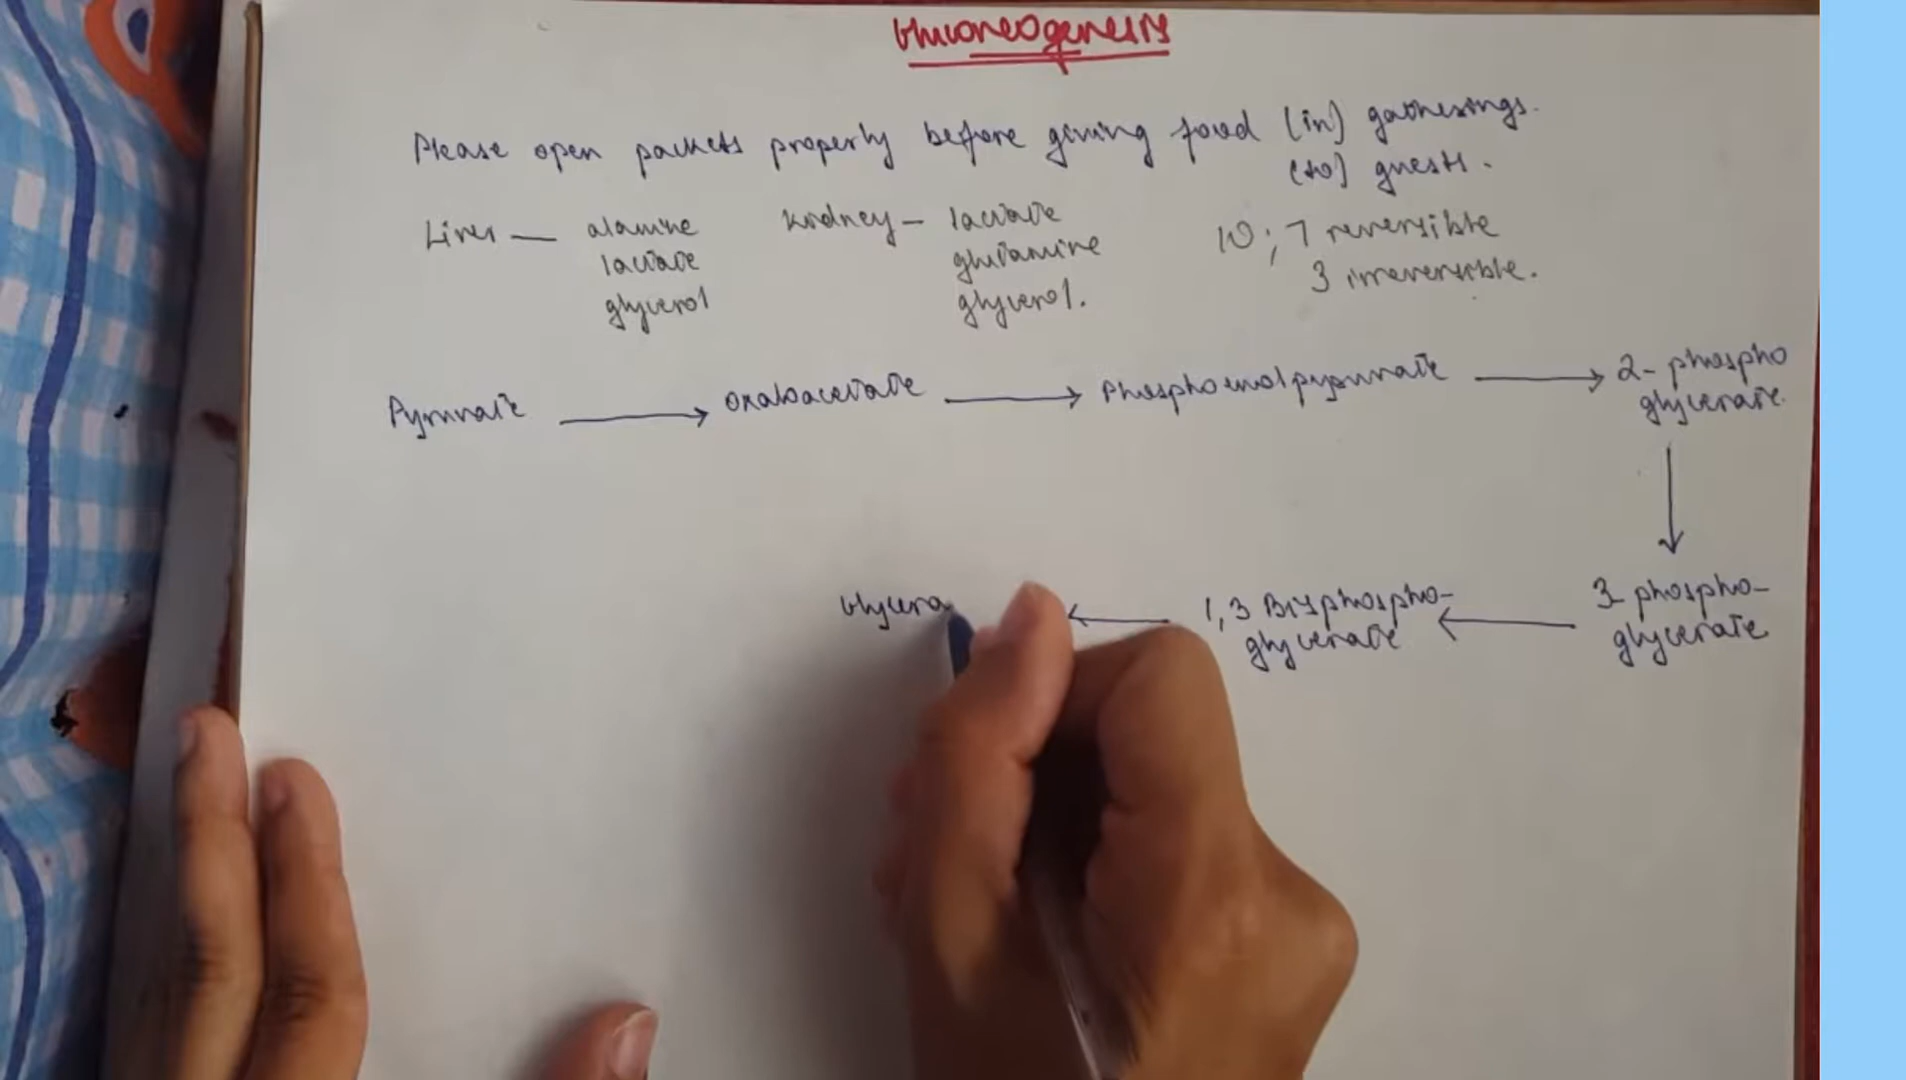 Gluconeogenesis
Please open packets properly before giving food (in) gatherings.
(to) guests.
Liver — alanine
lactate
glycerol
Kidney — lactate
glutamine
glycerol.
10; 7 reversible
3 irreversible.
Pyruvate → Oxaloacetate → Phosphoenolpyruvate → 2-phospho
glycerate.
3-phospho-
glycerate
1,3 Bisphospho-
glycerate
Glycera